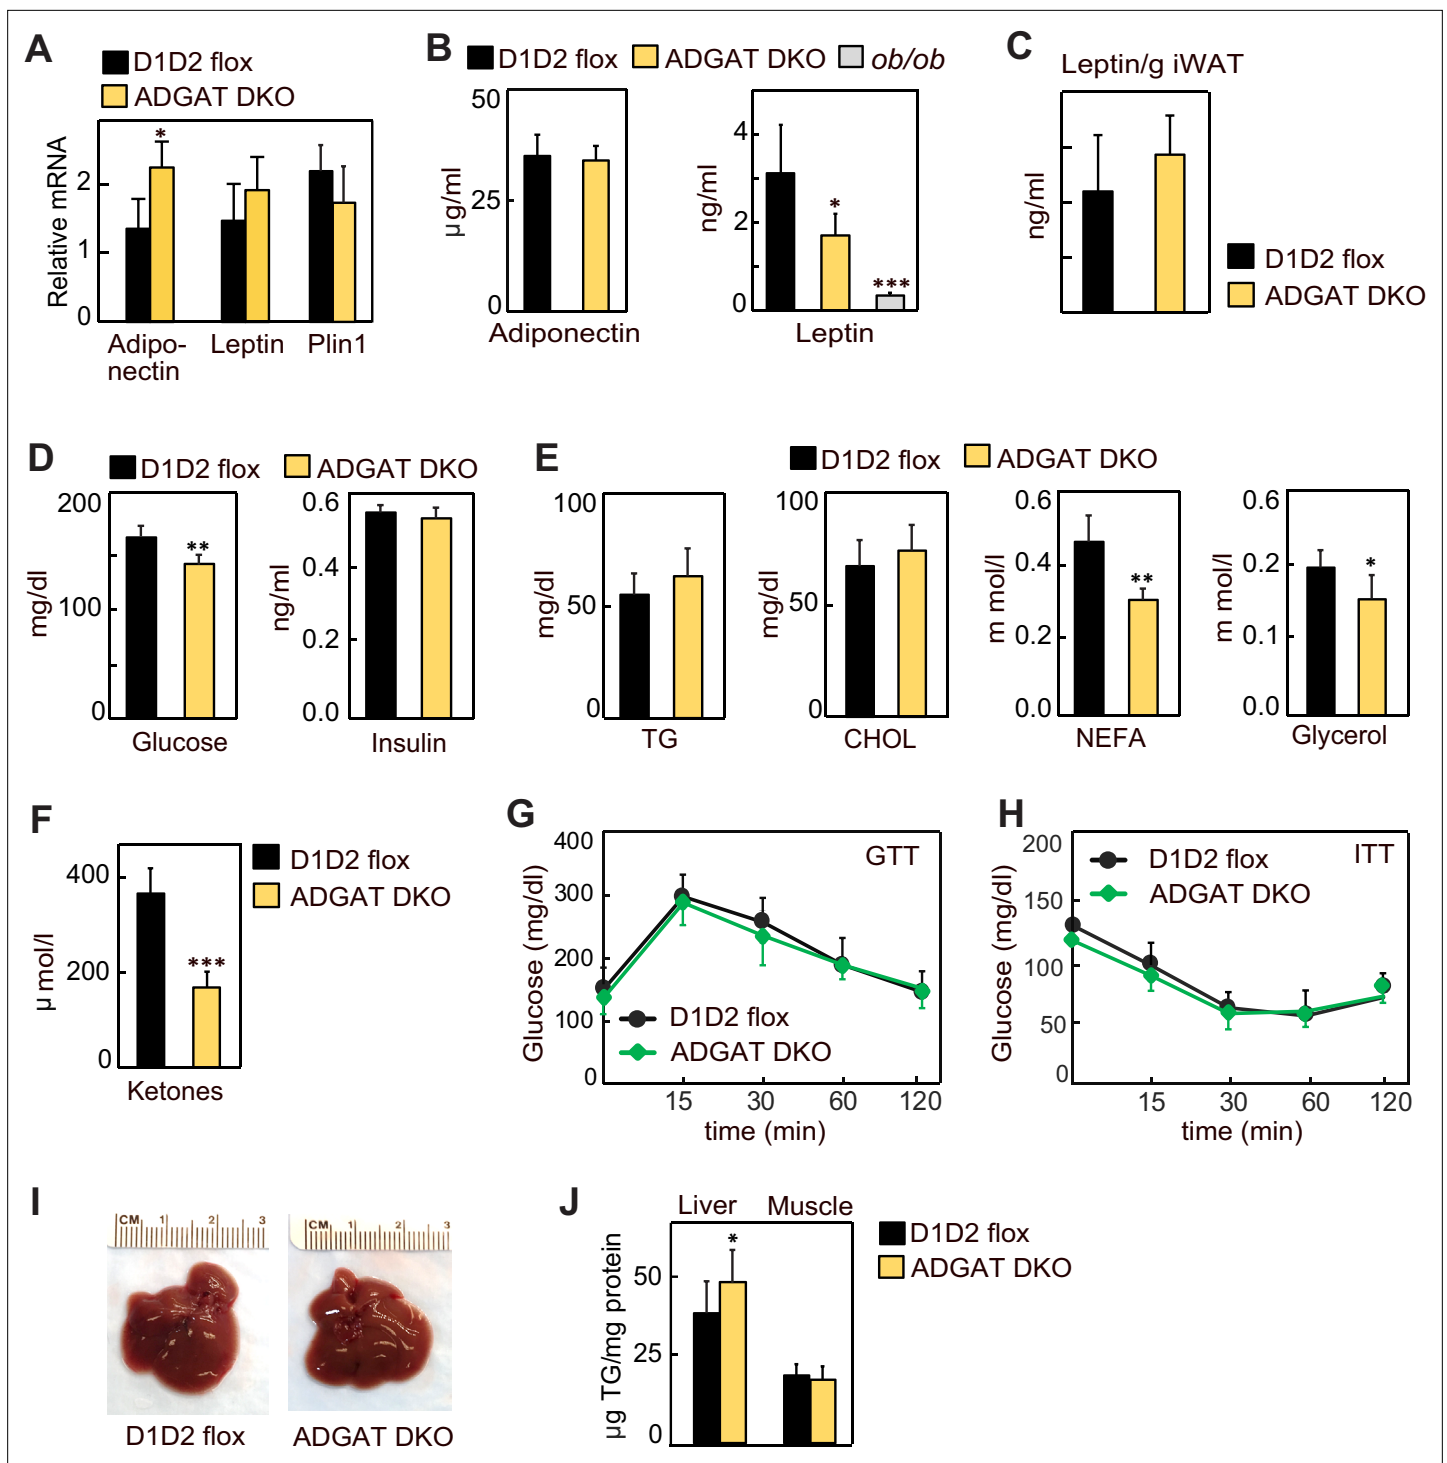 A
D1D2 flox
ADGAT DKO
Relative mRNA
2
1
0
*
Adipo-
nectin
Leptin
Plin1
B
D1D2 flox
ADGAT DKO
ob/ob
µg/ml
50
25
0
Adiponectin
ng/ml
4
2
0
*
***
Leptin
C
Leptin/g iWAT
ng/ml
D1D2 flox
ADGAT DKO
D
D1D2 flox
ADGAT DKO
mg/dl
200
100
0
**
Glucose
ng/ml
0.6
0.4
0.2
0.0
Insulin
E
D1D2 flox
ADGAT DKO
mg/dl
100
50
0
TG
mg/dl
100
50
0
CHOL
m mol/l
0.6
0.4
0.2
0.0
**
NEFA
m mol/l
0.6
0.2
0.1
0.0
*
Glycerol
F
D1D2 flox
ADGAT DKO
µ mol/l
400
200
0
***
Ketones
G
GTT
Glucose (mg/dl)
400
300
200
100
0
D1D2 flox
ADGAT DKO
15 30 60 120
time (min)
H
ITT
Glucose (mg/dl)
200
150
100
50
0
D1D2 flox
ADGAT DKO
15 30 60 120
time (min)
I
CM 1 2 3
CM 1 2 3
D1D2 flox
ADGAT DKO
J
Liver Muscle
D1D2 flox
ADGAT DKO
µg TG/mg protein
50
25
0
*